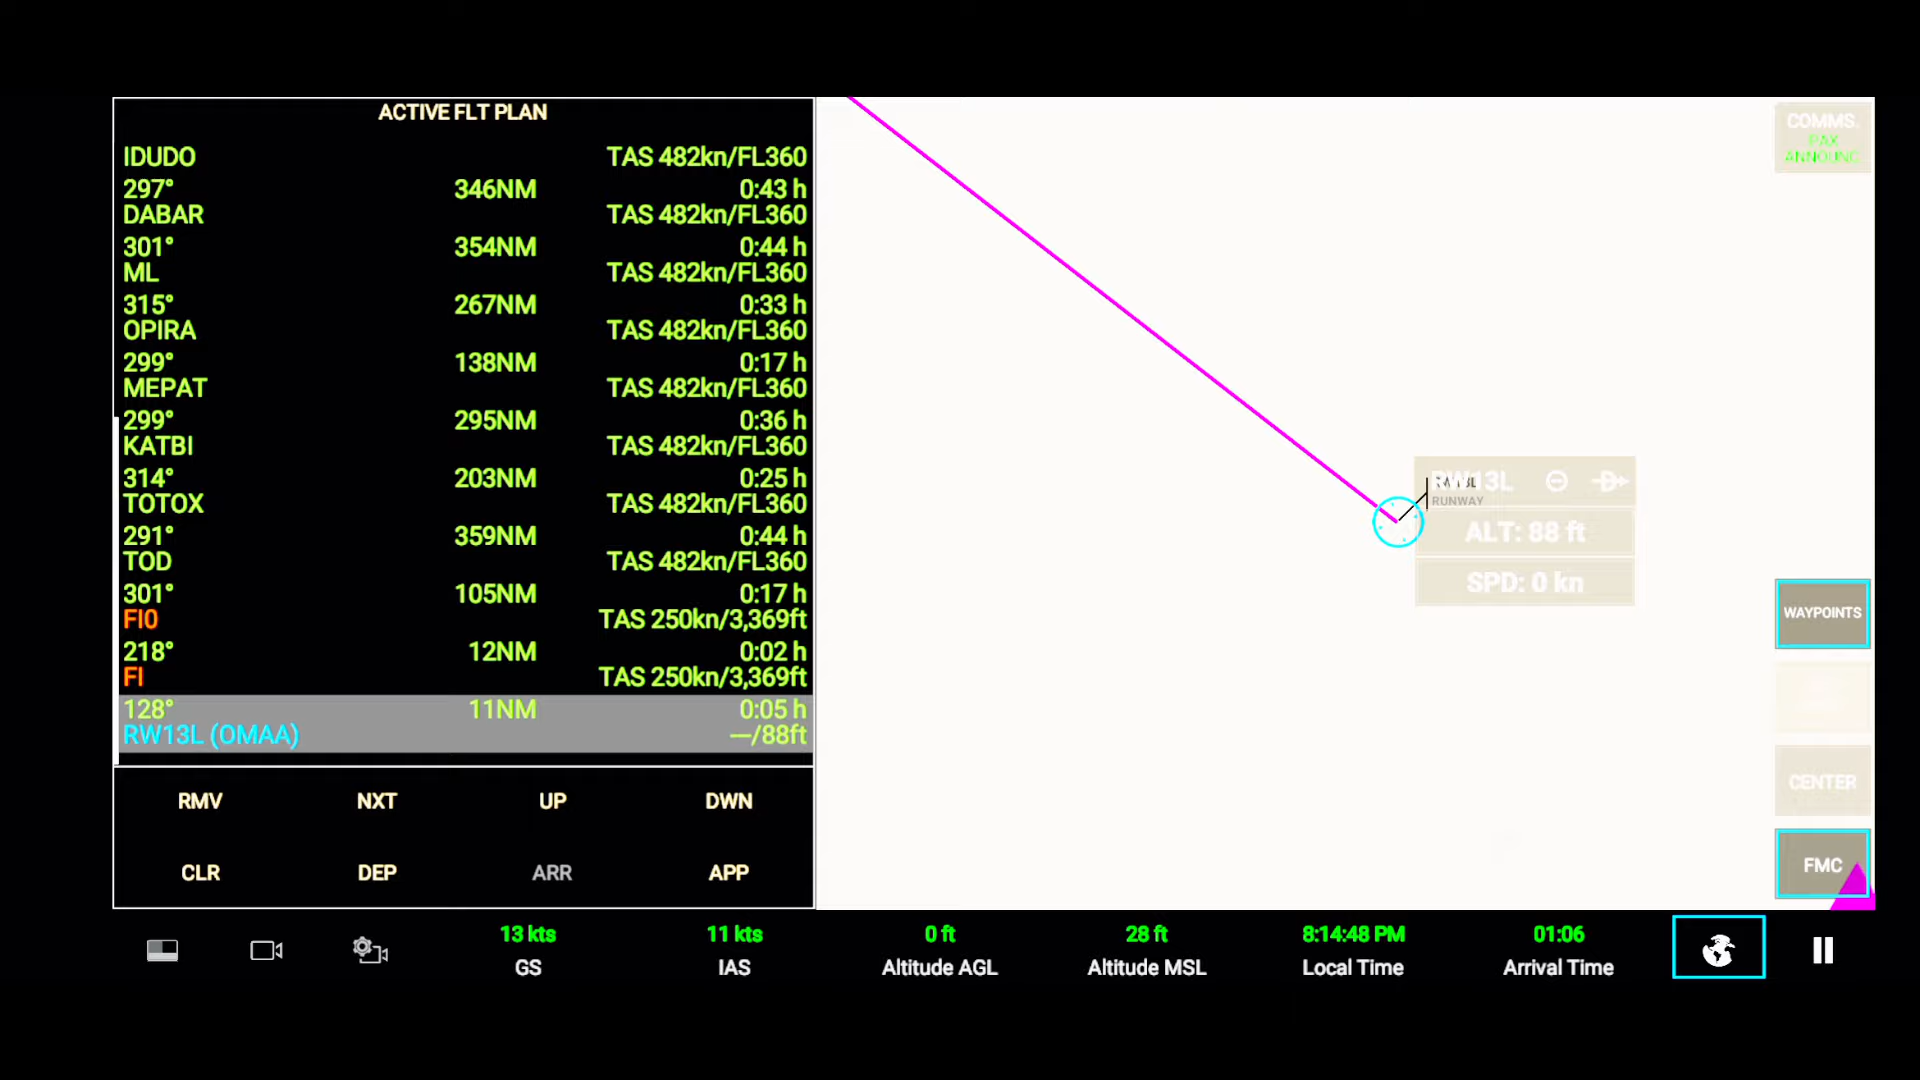 ACTIVE FLT PLAN
IDUDO TAS 482kn/FL360
297° 346NM 0:43 h
DABAR TAS 482kn/FL360
301° 354NM 0:44 h
ML TAS 482kn/FL360
315° 267NM 0:33 h
OPIRA TAS 482kn/FL360
299° 138NM 0:17 h
MEPAT TAS 482kn/FL360
299° 295NM 0:36 h
KATBI TAS 482kn/FL360
314° 203NM 0:25 h
TOTOX TAS 482kn/FL360
291° 359NM 0:44 h
TOD TAS 482kn/FL360
301° 105NM 0:17 h
FI0 TAS 250kn/3,369ft
218° 12NM 0:02 h
FI TAS 250kn/3,369ft
128° 11NM 0:05 h
RW13L (OMAA) ---/88ft
RMV NXT UP DWN
CLR DEP ARR APP
COMMS.
PAX
ANNOUNC.
RW13L
RW13L
RUNWAY
ALT: 88 ft
SPD: 0 kn
WAYPOINTS
CENTER
FMC
13 kts 11 kts 0 ft 28 ft 8:14:48 PM 01:06
GS IAS Altitude AGL Altitude MSL Local Time Arrival Time